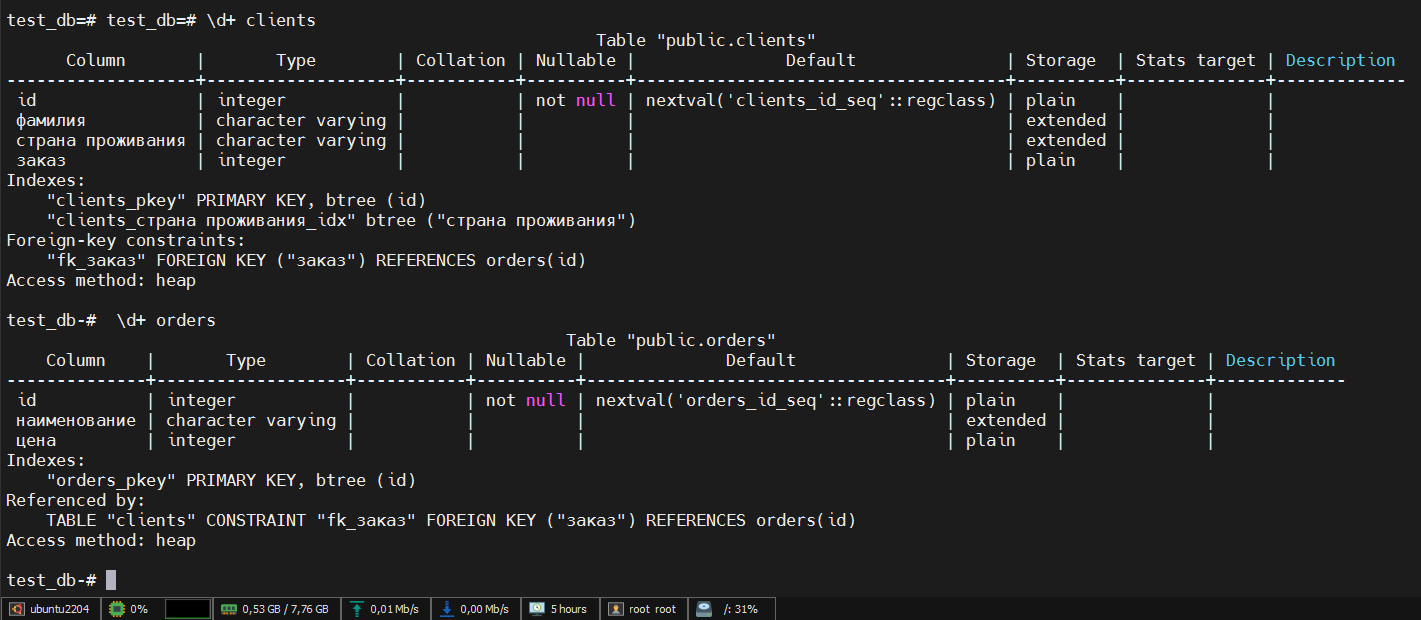 test_db=# test_db=# \d+ clients
Table "public.clients"
Column | Type | Collation | Nullable | Default | Storage | Stats target | Description
-------------------+-------------------+-----------+----------+-------------------------------------+----------+--------------+-------------
id | integer | | not null | nextval('clients_id_seq'::regclass) | plain | |
фамилия | character varying | | | | extended | |
страна проживания | character varying | | | | extended | |
заказ | integer | | | | plain | |
Indexes:
"clients_pkey" PRIMARY KEY, btree (id)
"clients_страна проживания_idx" btree ("страна проживания")
Foreign-key constraints:
"fk_заказ" FOREIGN KEY ("заказ") REFERENCES orders(id)
Access method: heap
test_db-# \d+ orders
Table "public.orders"
Column | Type | Collation | Nullable | Default | Storage | Stats target | Description
--------------+-------------------+-----------+----------+------------------------------------+----------+--------------+-------------
id | integer | | not null | nextval('orders_id_seq'::regclass) | plain | |
наименование | character varying | | | | extended | |
цена | integer | | | | plain | |
Indexes:
"orders_pkey" PRIMARY KEY, btree (id)
Referenced by:
TABLE "clients" CONSTRAINT "fk_заказ" FOREIGN KEY ("заказ") REFERENCES orders(id)
Access method: heap
test_db-#
ubuntu2204 0% 0,53 GB / 7,76 GB 0,01 Mb/s 0,00 Mb/s 5 hours root root /: 31%